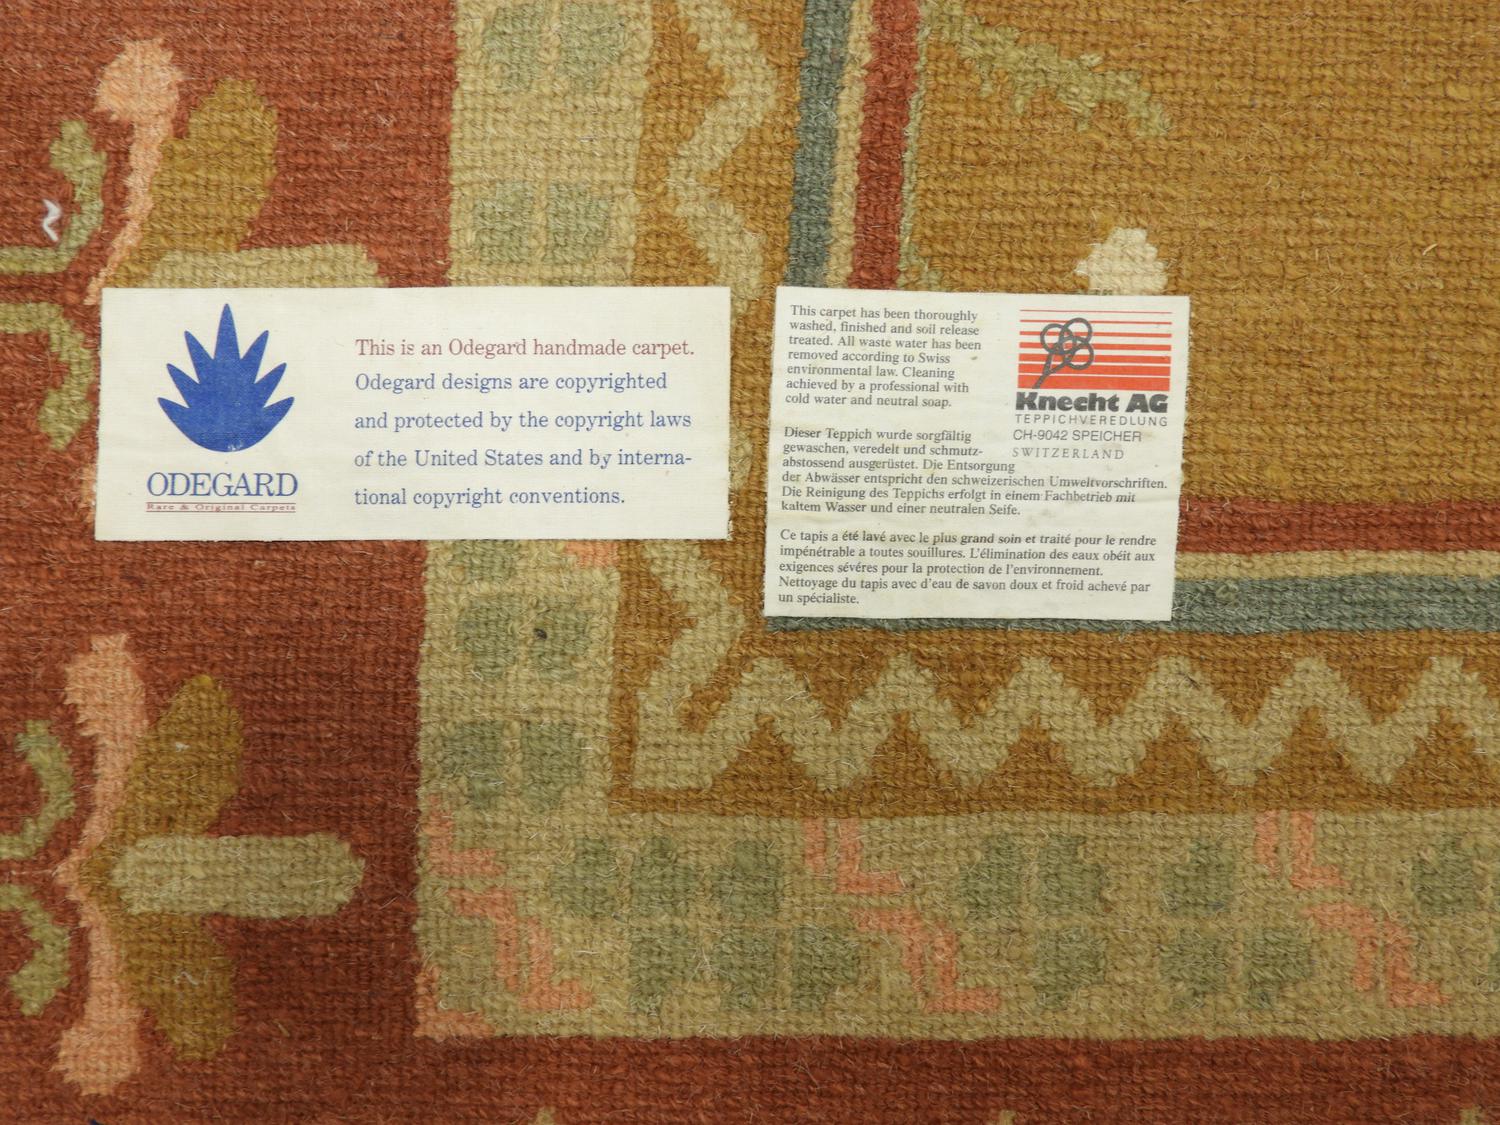 ODEGARD
Rare & Original Carpets
This is an Odegard handmade carpet.
Odegard designs are copyrighted
and protected by the copyright laws
of the United States and by interna-
tional copyright conventions.
This carpet has been thoroughly
washed, finished and soil release
treated. All waste water has been
removed according to Swiss
environmental law. Cleaning
achieved by a professional with
cold water and neutral soap.
Knecht AG
TEPPICHVEREDLUNG
CH-9042 SPEICHER
SWITZERLAND
Dieser Teppich wurde sorgfältig
gewaschen, veredelt und schmutz-
abstossend ausgerüstet. Die Entsorgung
der Abwässer entspricht den schweizerischen Umweltvorschriften.
Die Reinigung des Teppichs erfolgt in einem Fachbetrieb mit
kaltem Wasser und einer neutralen Seife.
Ce tapis a été lavé avec le plus grand soin et traité pour le rendre
impénétrable a toutes souillures. L'élimination des eaux obéit aux
exigences sévéres pour la protection de l'environnement.
Nettoyage du tapis avec d'eau de savon doux et froid achevé par
un spécialiste.